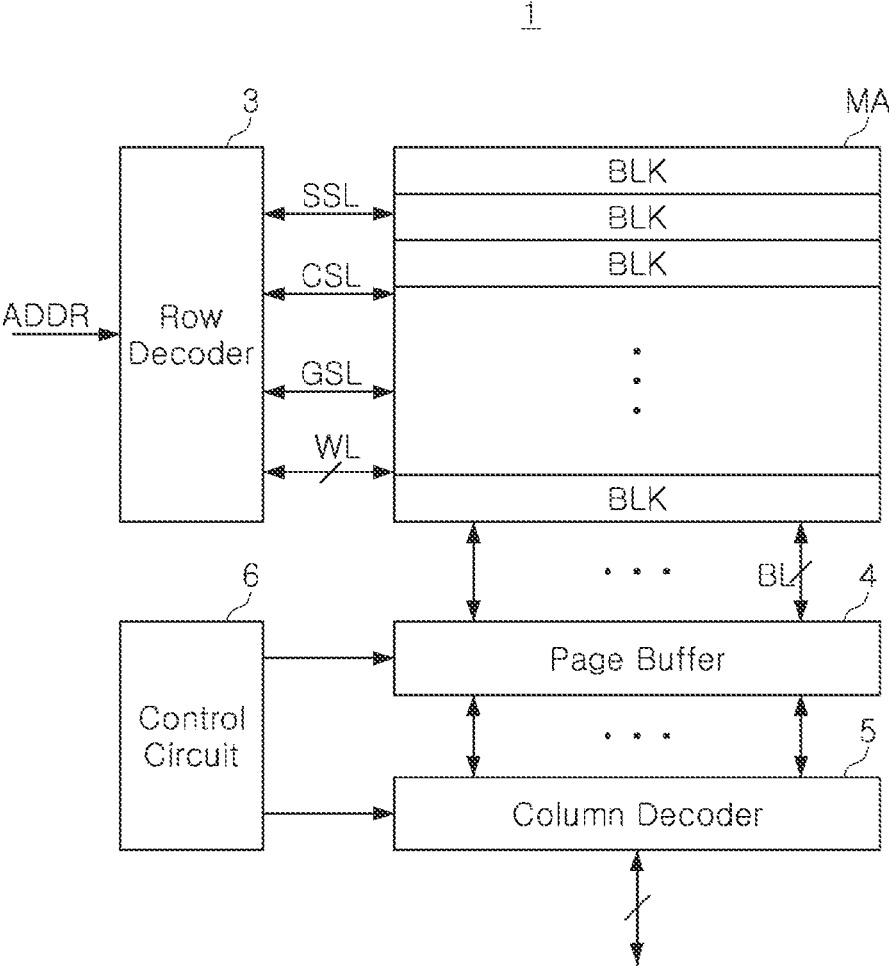 1
3
MA
BLK
SSL
BLK
BLK
CSL
ADDR
Row
Decoder
GSL
WL
BLK
6
BL
4
Page Buffer
Control
Circuit
5
Column Decoder